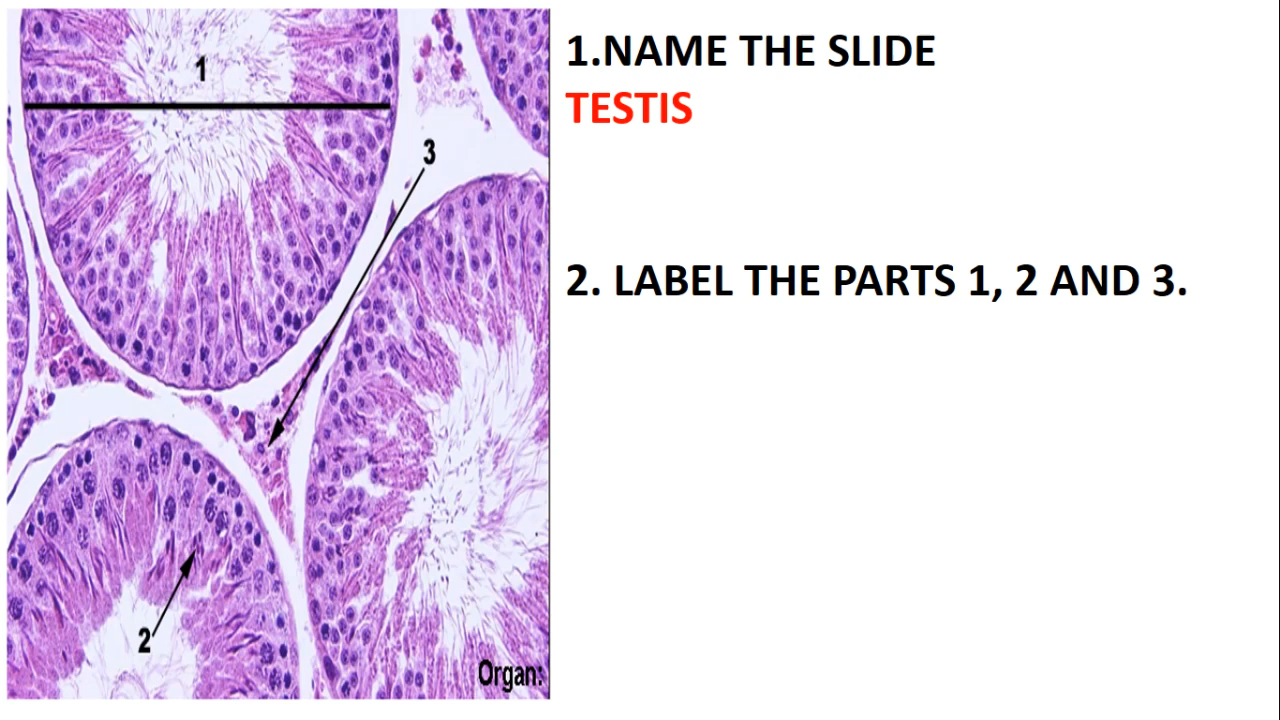 1
3
2
Organ:
1.NAME THE SLIDE
TESTIS
2. LABEL THE PARTS 1, 2 AND 3.